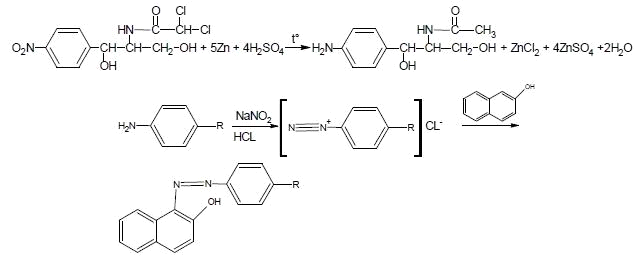 O Cl
HN—C—CH—Cl
O₂N—CH—CH—CH₂-OH + 5Zn + 4H₂SO₄ t° H₂N—CH—CH—CH₂-OH + ZnCl₂ + 4ZnSO₄ +2H₂O
OH
O
HN—C—CH₃
OH
H₂N R NaNO₂ HCL N≡N⁺ R CL⁻ OH
N=N R
OH